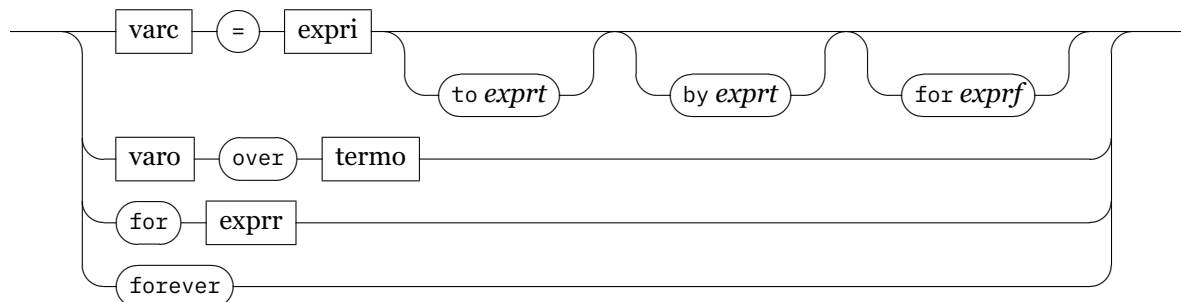 varc = expri
to exprt by exprt for exprf
varo over termo
for exprr
forever